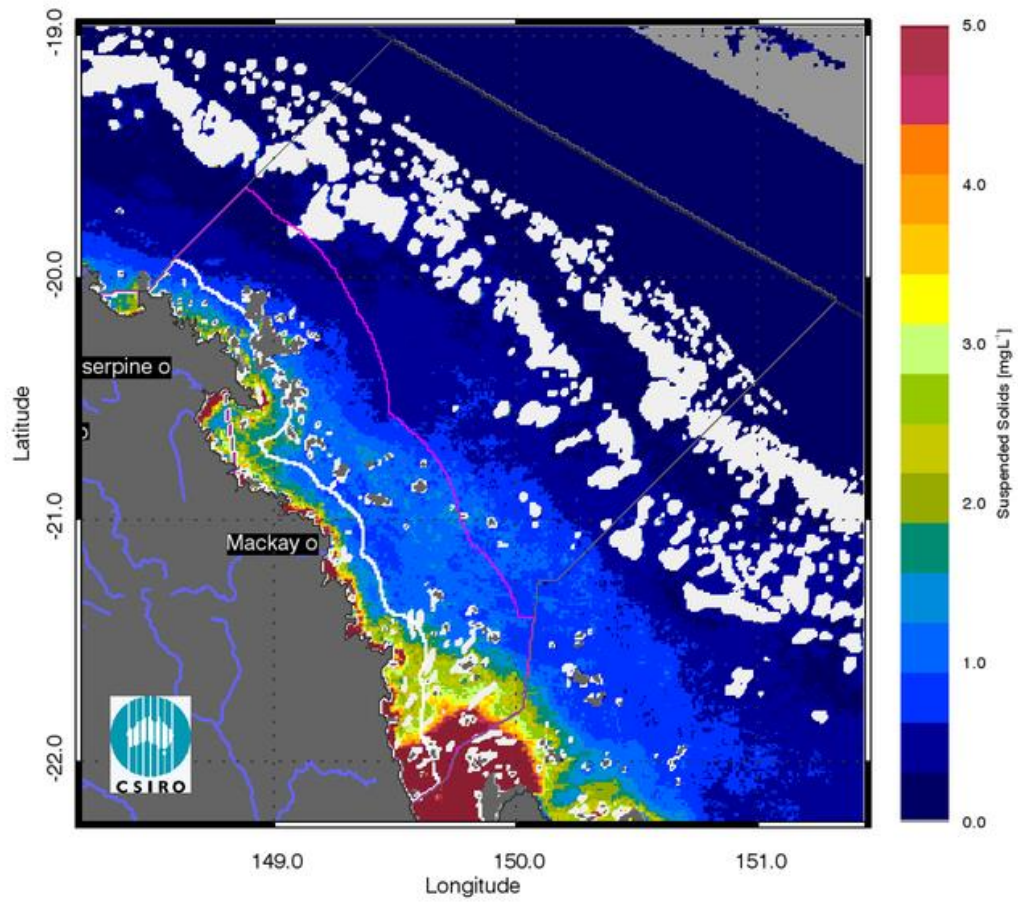 -19.0
-20.0
-21.0
-22.0
Latitude
serpine o
o
Mackay o
CSIRO
149.0
150.0
151.0
Longitude
5.0
4.0
3.0
2.0
1.0
0.0
Suspended Solids [mgL⁻¹]